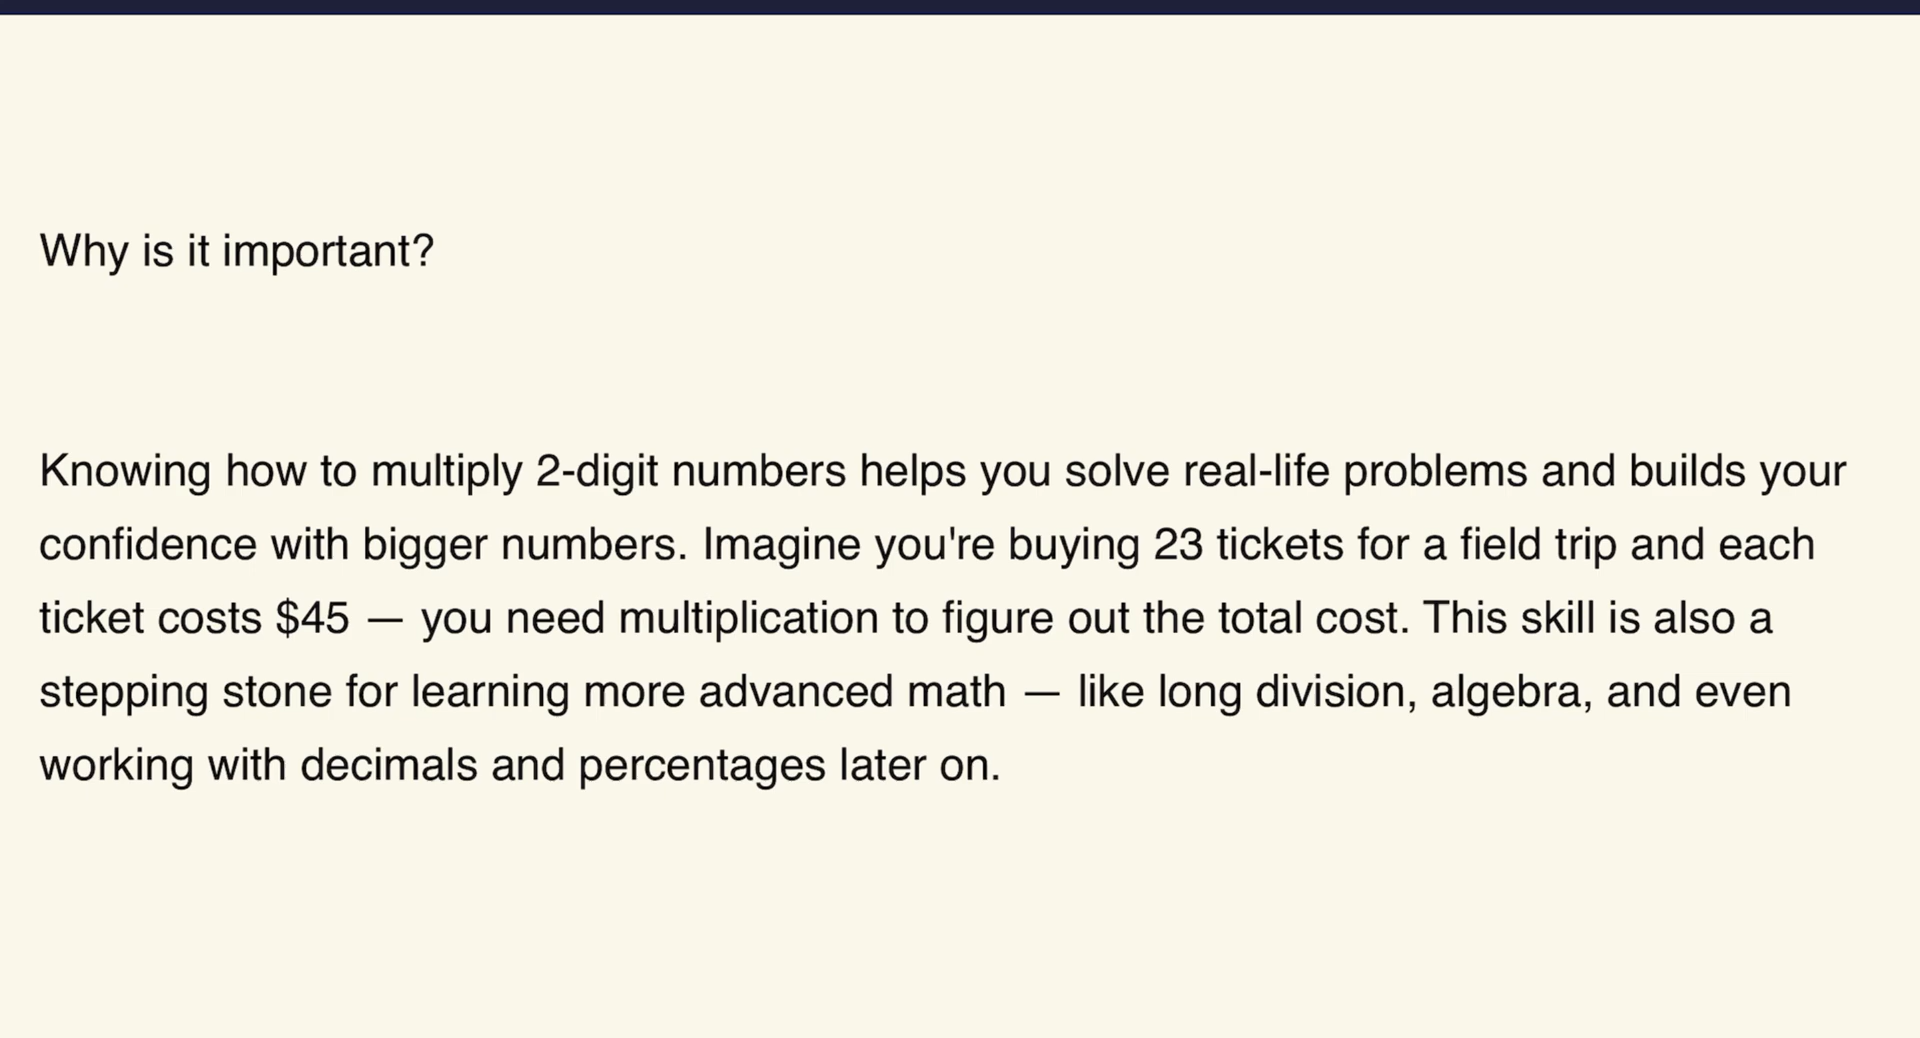 Why is it important?
Knowing how to multiply 2-digit numbers helps you solve real-life problems and builds your
confidence with bigger numbers. Imagine you're buying 23 tickets for a field trip and each
ticket costs $45 — you need multiplication to figure out the total cost. This skill is also a
stepping stone for learning more advanced math — like long division, algebra, and even
working with decimals and percentages later on.